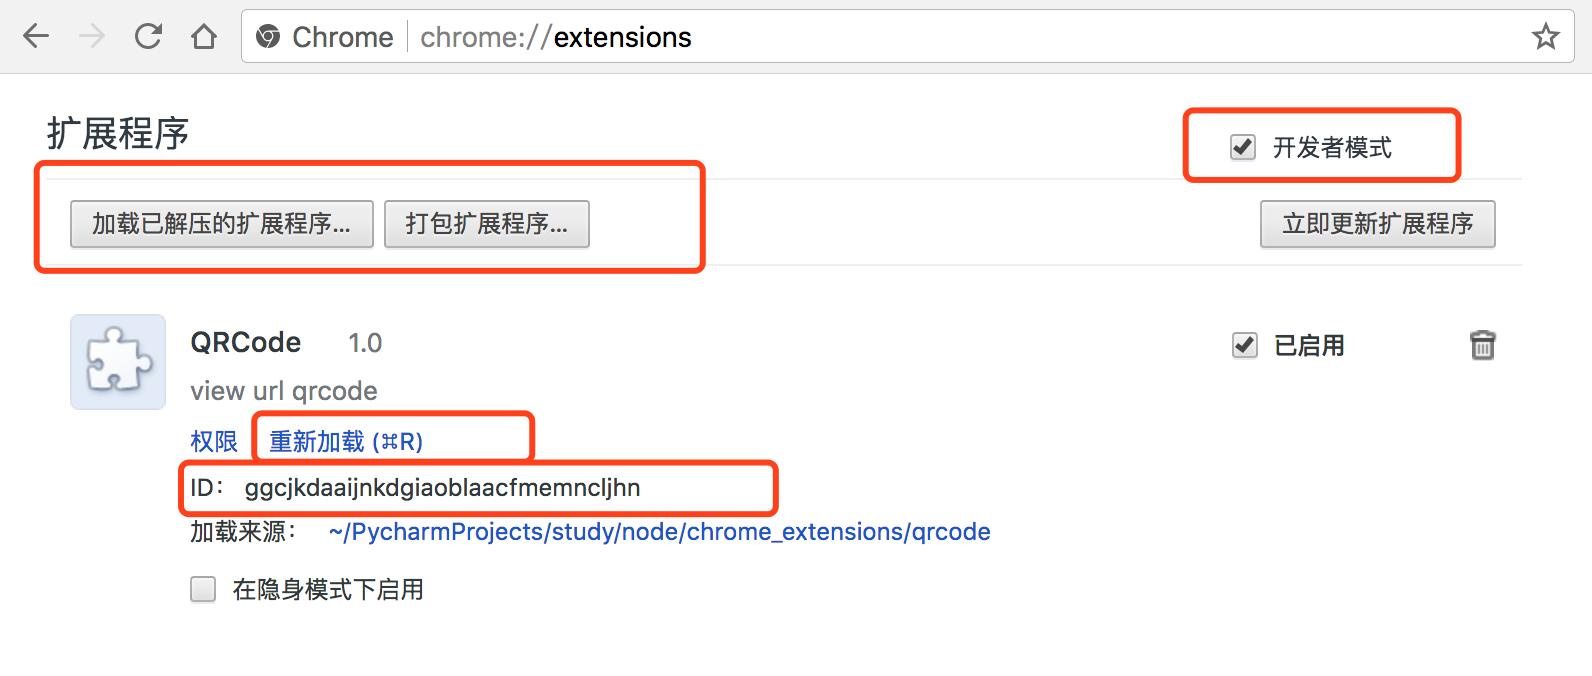 Chrome chrome://extensions
扩展程序
开发者模式
加载已解压的扩展程序... 打包扩展程序... 立即更新扩展程序
QRCode 1.0 已启用
view url qrcode
权限 重新加载 (⌘R)
ID： ggcjkdaaijnkdgiaoblaacfmemncljhn
加载来源： ~/PycharmProjects/study/node/chrome_extensions/qrcode
在隐身模式下启用